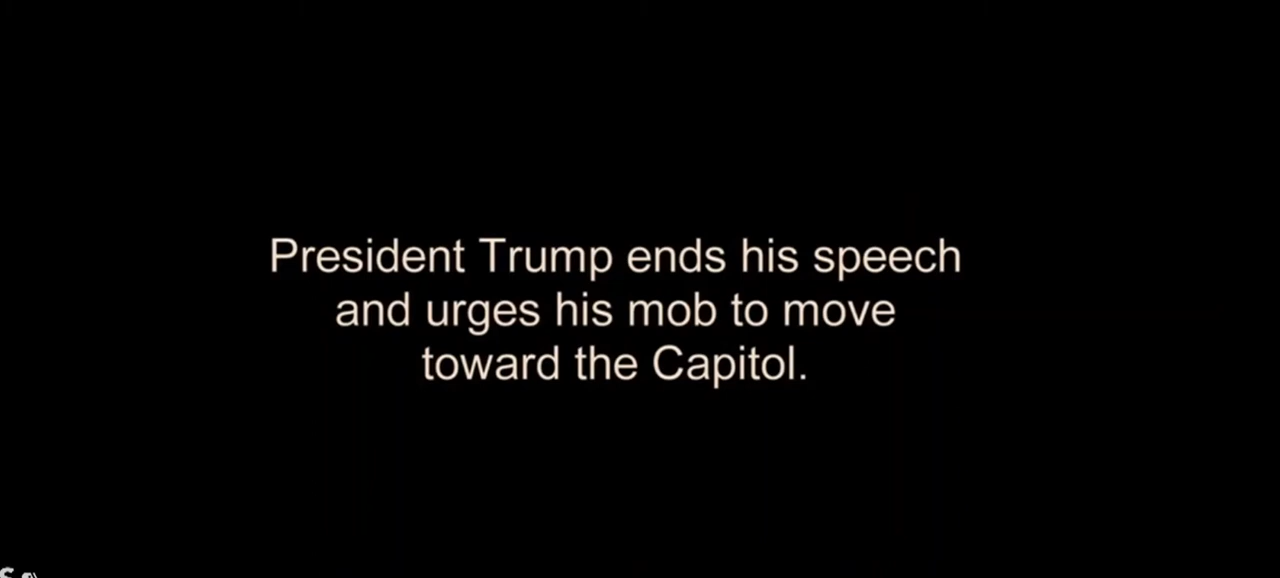 President Trump ends his speech
and urges his mob to move
toward the Capitol.